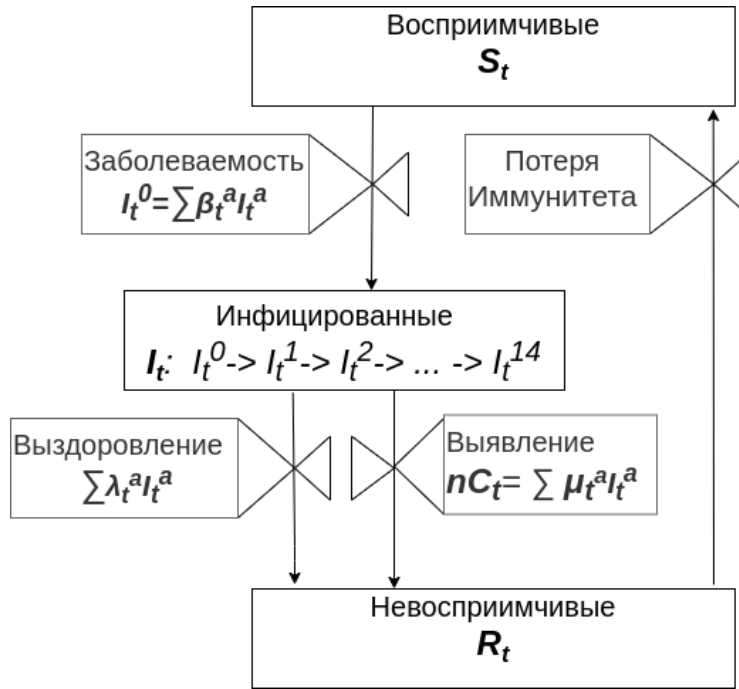 Восприимчивые
Sₜ
Заболеваемость
Iₜ⁰=∑βₜᵃIₜᵃ
Потеря
Иммунитета
Инфицированные
Iₜ: Iₜ⁰-> Iₜ¹-> Iₜ²-> ... -> Iₜ¹⁴
Выздоровление
∑λₜᵃIₜᵃ
Выявление
nCₜ= ∑ μₜᵃIₜᵃ
Невосприимчивые
Rₜ